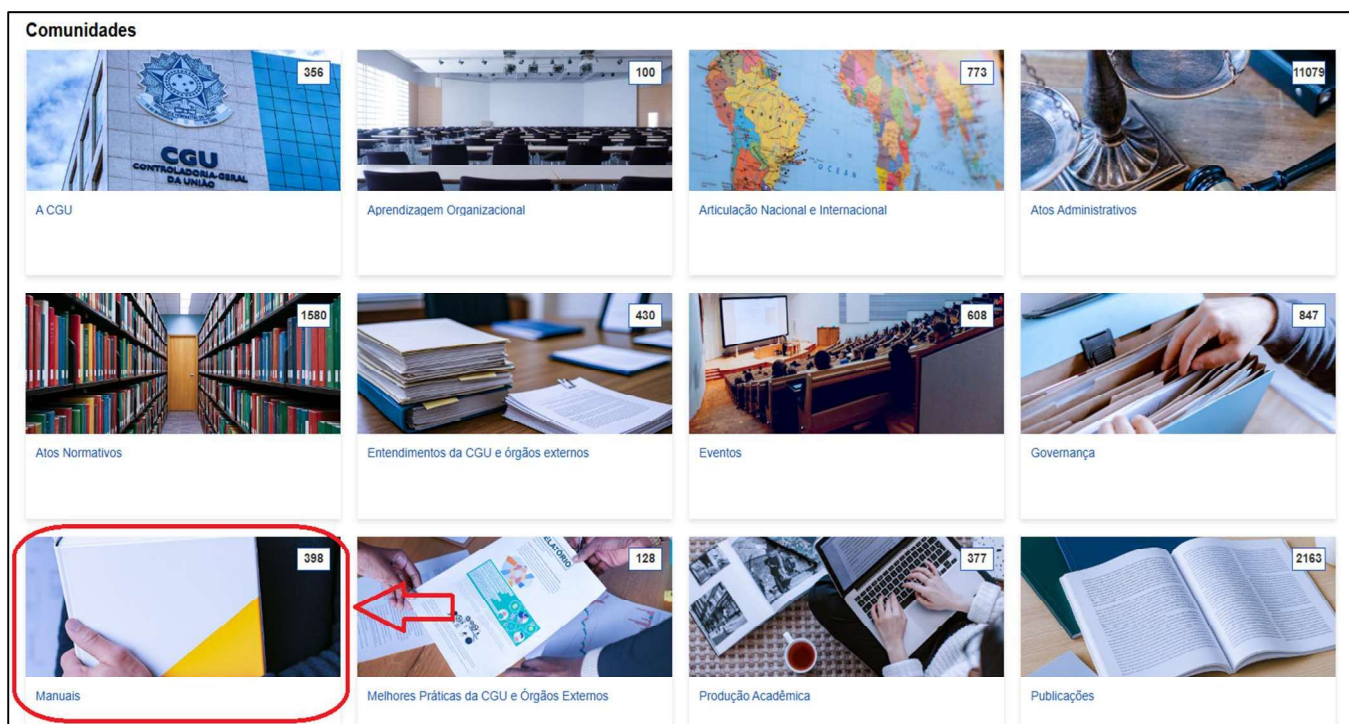 Comunidades
356
100
773
11079
CGU
CONTROLADORIA-GERAL
DA UNIÃO
OCEAN
A CGU
Aprendizagem Organizacional
Articulação Nacional e Internacional
Atos Administrativos
1580
430
608
847
Atos Normativos
Entendimentos da CGU e órgãos externos
Eventos
Governança
398
128
377
2163
RELATÓRIO
Manuais
Melhores Práticas da CGU e Órgãos Externos
Produção Acadêmica
Publicações